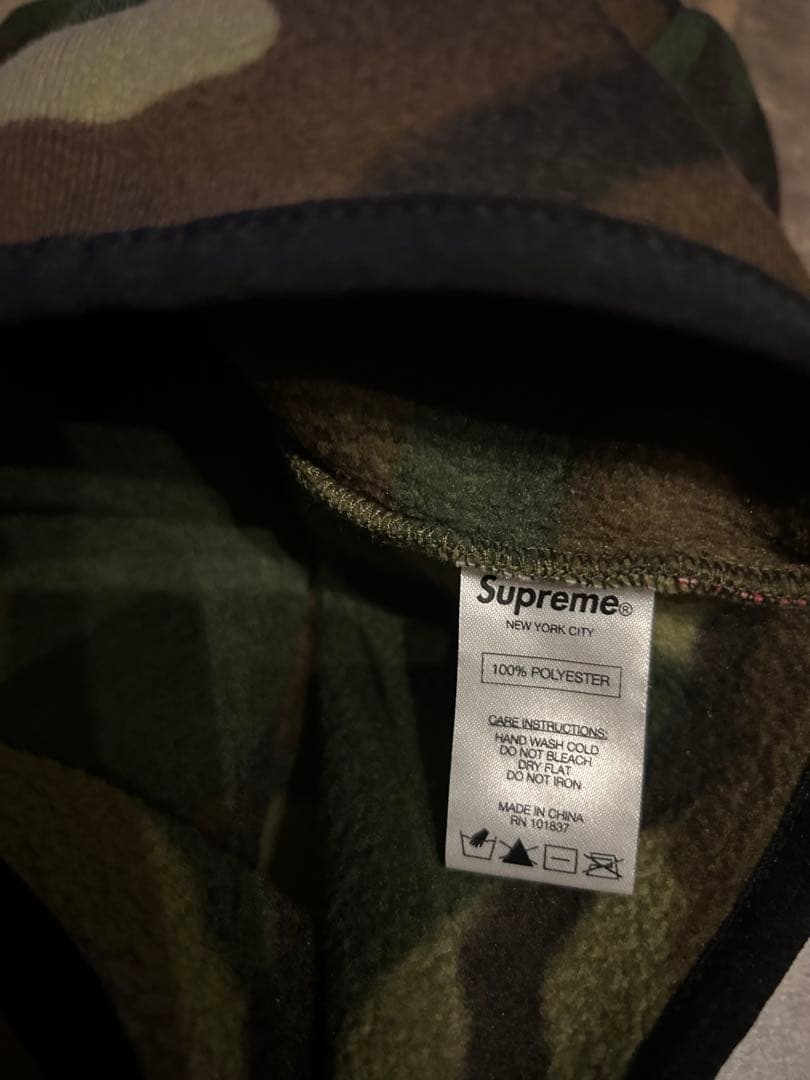 Supreme®
NEW YORK CITY
100% POLYESTER
CARE INSTRUCTIONS:
HAND WASH COLD
DO NOT BLEACH
DRY FLAT
DO NOT IRON
MADE IN CHINA
RN 101837